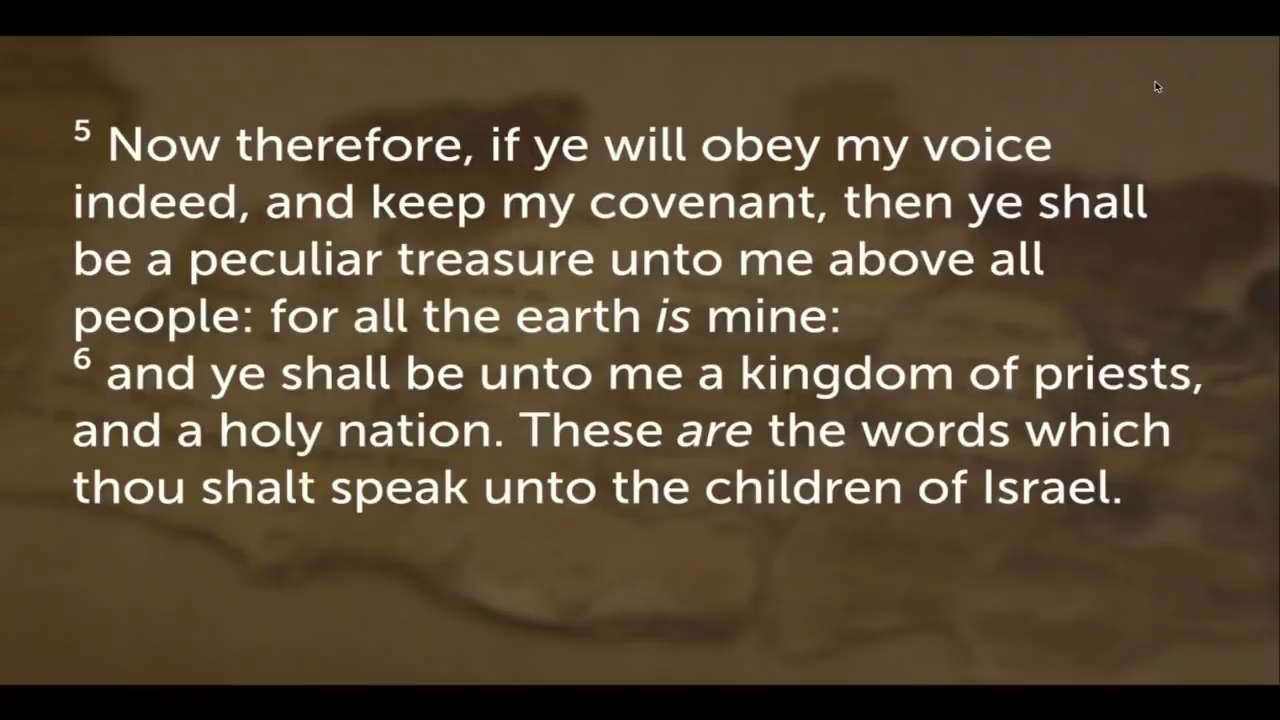 5 Now therefore, if ye will obey my voice
indeed, and keep my covenant, then ye shall
be a peculiar treasure unto me above all
people: for all the earth is mine:
6 and ye shall be unto me a kingdom of priests,
and a holy nation. These are the words which
thou shalt speak unto the children of Israel.